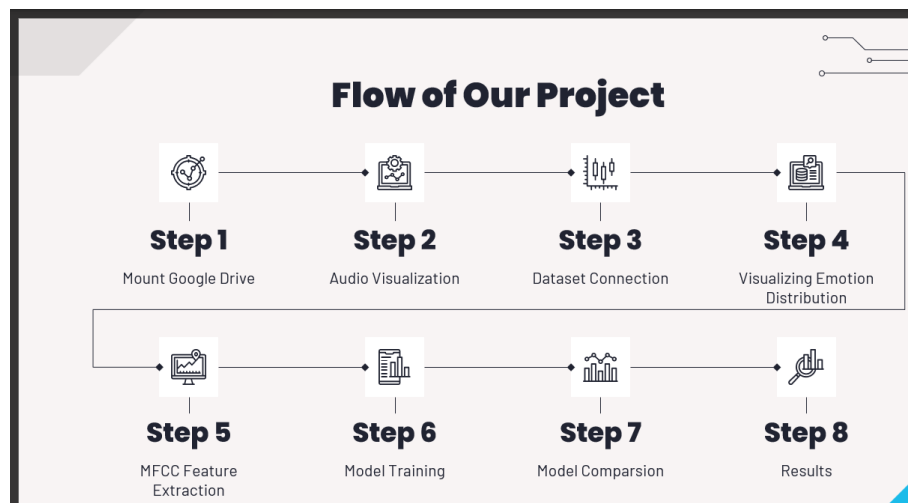 Flow of Our Project
Step 1
Mount Google Drive
Step 2
Audio Visualization
Step 3
Dataset Connection
Step 4
Visualizing Emotion
Distribution
Step 5
MFCC Feature
Extraction
Step 6
Model Training
Step 7
Model Comparsion
Step 8
Results